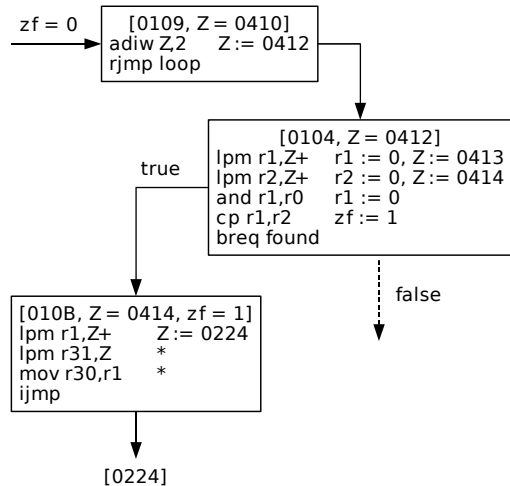 zf = 0
[0109, Z = 0410]
adiw Z,2 Z := 0412
rjmp loop
[0104, Z = 0412]
lpm r1,Z+ r1 := 0, Z := 0413
lpm r2,Z+ r2 := 0, Z := 0414
and r1,r0 r1 := 0
cp r1,r2 zf := 1
breq found
true
false
[010B, Z = 0414, zf = 1]
lpm r1,Z+ Z := 0224
lpm r31,Z *
mov r30,r1 *
ijmp
[0224]